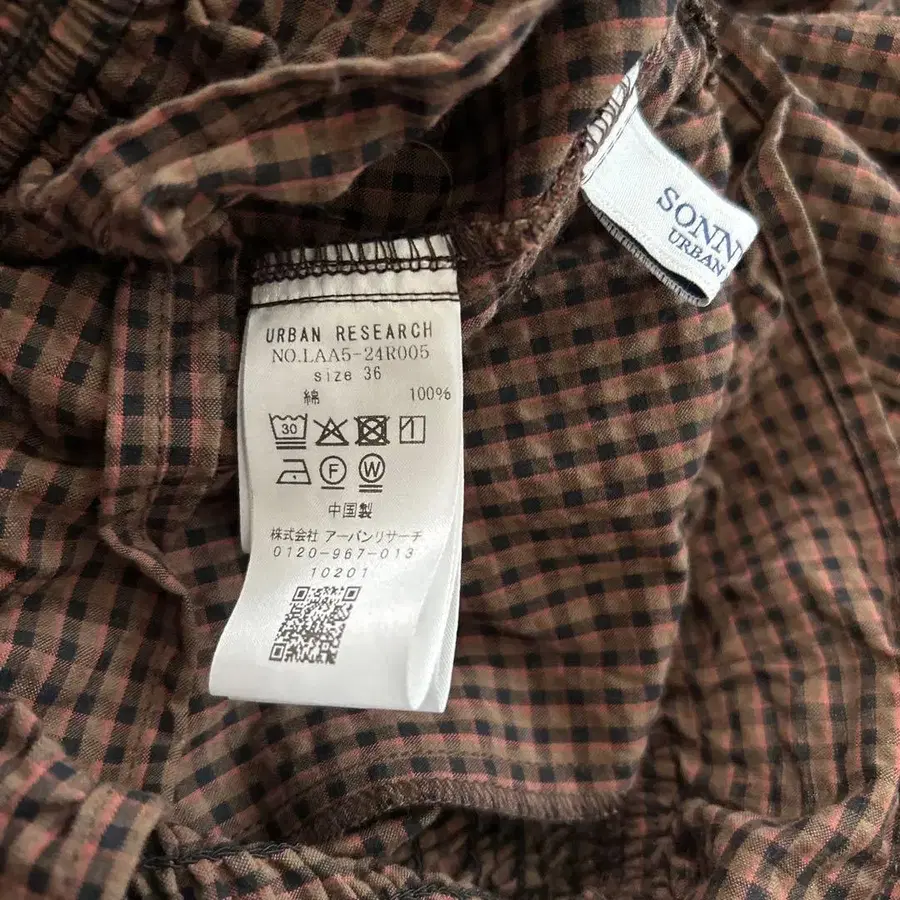 URBAN RESEARCH
NO.LAA5-24R005
size 36
綿 100%
30
F W
中国製
株式会社 アーバンリサーチ
0120-967-013
10201
SONN
URBAN